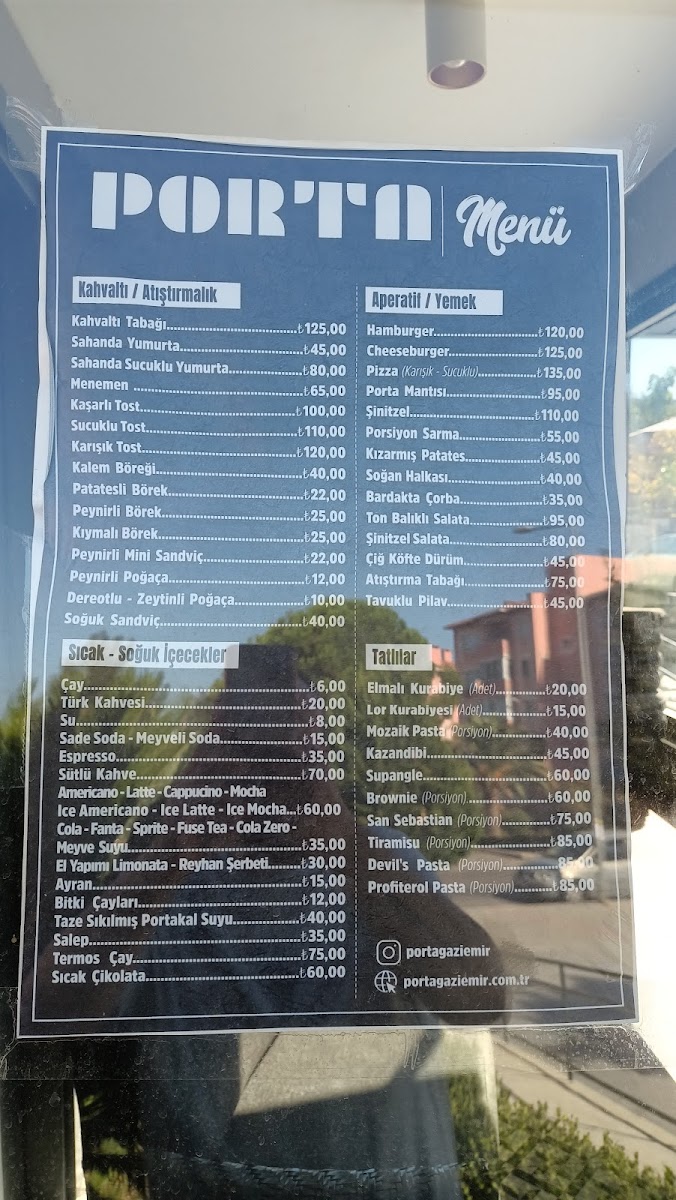 PORTA Menü
Kahvaltı / Atıştırmalık
Kahvaltı Tabağı....₺125,00
Sahanda Yumurta....₺45,00
Sahanda Sucuklu Yumurta....₺80,00
Menemen ....₺65,00
Kaşarlı Tost....₺100,00
Sucuklu Tost....₺110,00
Karışık Tost....₺120,00
Kalem Böreği....₺40,00
Patatesli Börek....₺22,00
Peynirli Börek....₺25,00
Kıymalı Börek....₺25,00
Peynirli Mini Sandviç....₺22,00
Peynirli Poğaça....₺12,00
Dereotlu - Zeytinli Poğaça....₺10,00
Soğuk Sandviç....₺40,00
Sıcak - Soğuk İçecekler
Çay....₺6,00
Türk Kahvesi....₺20,00
Su....₺8,00
Sade Soda - Meyveli Soda....₺15,00
Espresso....₺35,00
Sütlü Kahve....₺70,00
Americano - Latte - Cappucino - Mocha
Ice Americano - Ice Latte - Ice Mocha...₺60,00
Cola - Fanta - Sprite - Fuse Tea - Cola Zero -
Meyve Suyu....₺35,00
El Yapımı Limonata - Reyhan Şerbeti....₺30,00
Ayran....₺15,00
Bitki Çayları....₺12,00
Taze Sıkılmış Portakal Suyu....₺40,00
Salep....₺35,00
Termos Çay....₺75,00
Sıcak Çikolata....₺60,00
Aperatif / Yemek
Hamburger....₺120,00
Cheeseburger....₺125,00
Pizza (Karışık - Sucuklu)....₺135,00
Porta Mantısı....₺95,00
Şinitzel....₺110,00
Porsiyon Sarma....₺55,00
Kızarmış Patates....₺45,00
Soğan Halkası....₺40,00
Bardakta Çorba....₺35,00
Ton Balıklı Salata....₺95,00
Şinitzel Salata....₺80,00
Çiğ Köfte Dürüm....₺45,00
Atıştırma Tabağı....₺75,00
Tavuklu Pilav....₺45,00
Tatlılar
Elmalı Kurabiye (Adet)....₺20,00
Lor Kurabiyesi (Adet)....₺15,00
Mozaik Pasta (Porsiyon)....₺40,00
Kazandibi....₺45,00
Supangle....₺60,00
Brownie (Porsiyon)....₺60,00
San Sebastian (Porsiyon)....₺75,00
Tiramisu (Porsiyon)....₺85,00
Devil's Pasta (Porsiyon)....85,00
Profiterol Pasta (Porsiyon)....₺85,00
portagaziemir
portagaziemir.com.tr